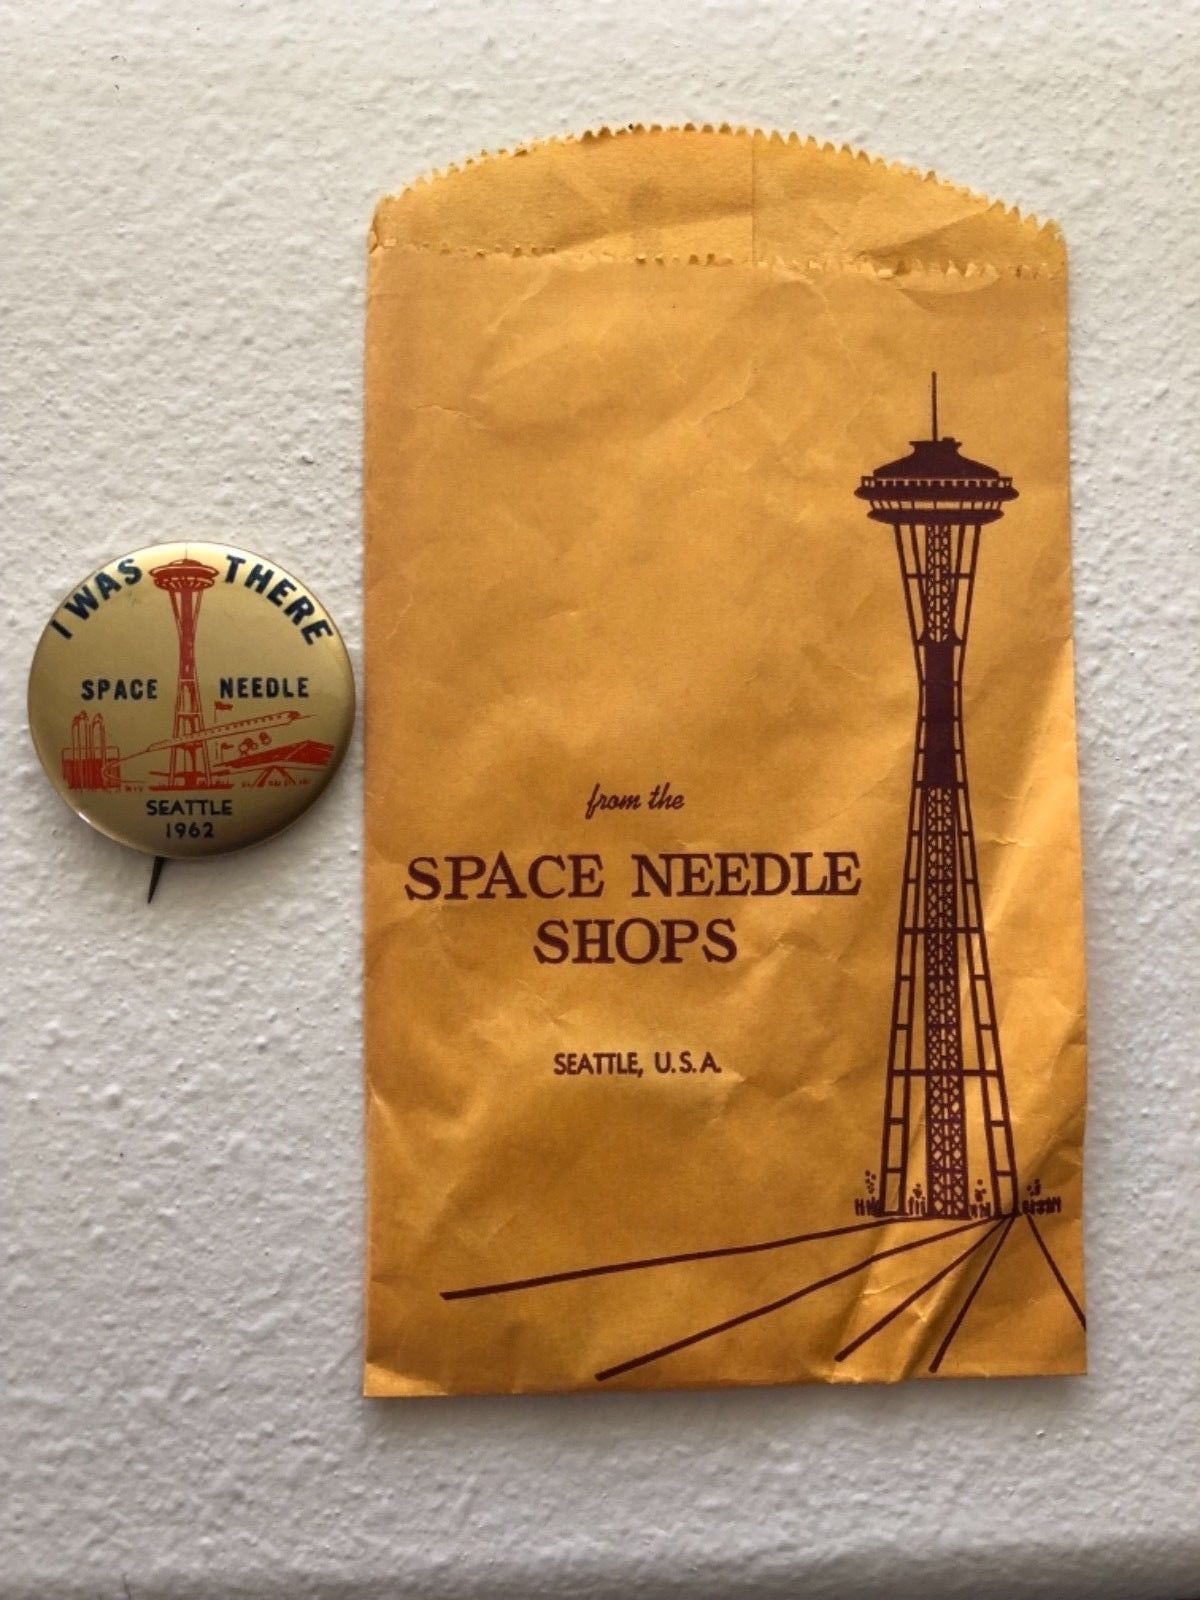 I WAS THERE
SPACE NEEDLE
SEATTLE
1962
from the
SPACE NEEDLE
SHOPS
SEATTLE, U.S.A.